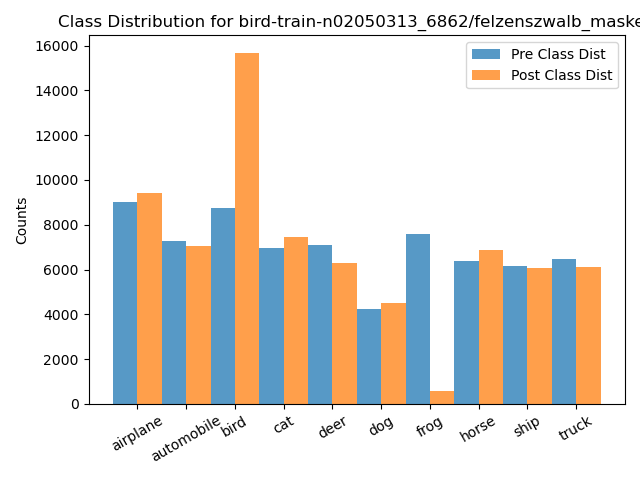 Class Distribution for bird-train-n02050313_6862/felzenszwalb_maske
Pre Class Dist
Post Class Dist
Counts
16000
14000
12000
10000
8000
6000
4000
2000
0
airplane
automobile
bird
cat
deer
dog
frog
horse
ship
truck